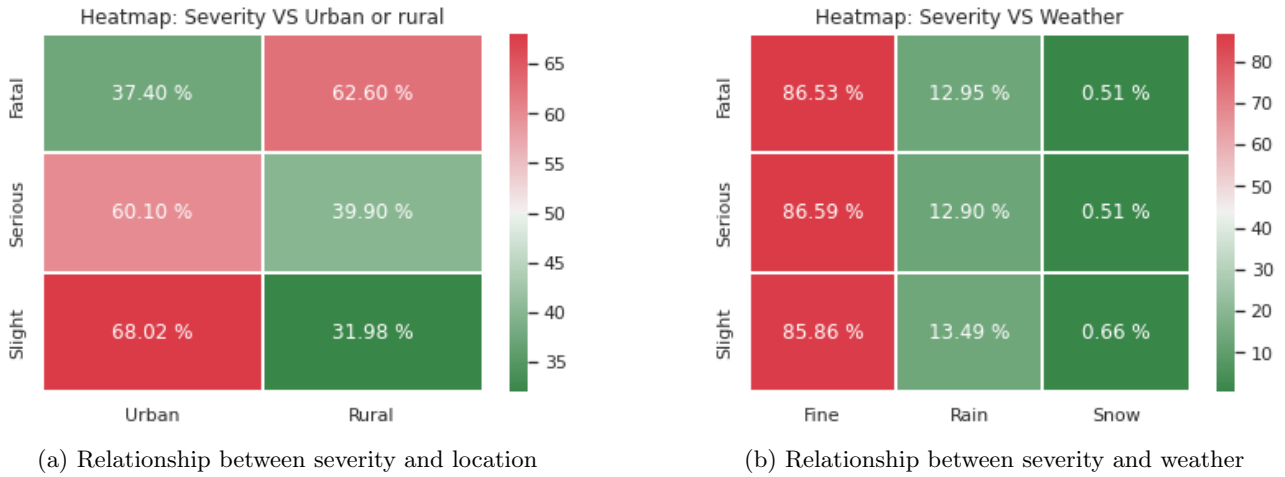 Heatmap: Severity VS Urban or rural
Fatal
37.40 %
62.60 %
Serious
60.10 %
39.90 %
Slight
68.02 %
31.98 %
Urban
Rural
65
60
55
50
45
40
35
(a) Relationship between severity and location
Heatmap: Severity VS Weather
Fatal
86.53 %
12.95 %
0.51 %
Serious
86.59 %
12.90 %
0.51 %
Slight
85.86 %
13.49 %
0.66 %
Fine
Rain
Snow
80
70
60
50
40
30
20
10
(b) Relationship between severity and weather